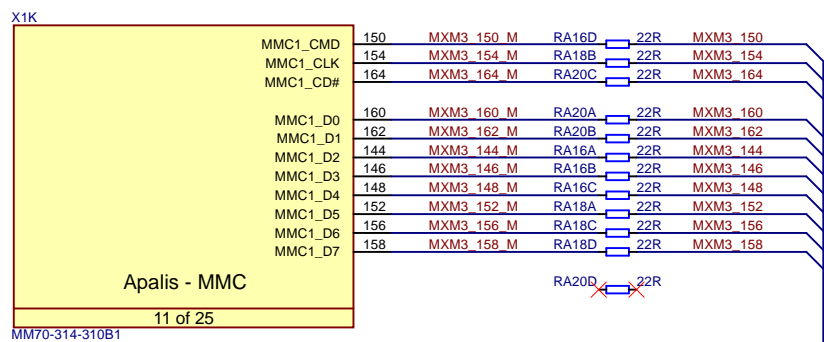 X1K
MMC1_CMD 150 MXM3_150_M RA16D 22R MXM3_150
MMC1_CLK 154 MXM3_154_M RA18B 22R MXM3_154
MMC1_CD# 164 MXM3_164_M RA20C 22R MXM3_164
MMC1_D0 160 MXM3_160_M RA20A 22R MXM3_160
MMC1_D1 162 MXM3_162_M RA20B 22R MXM3_162
MMC1_D2 144 MXM3_144_M RA16A 22R MXM3_144
MMC1_D3 146 MXM3_146_M RA16B 22R MXM3_146
MMC1_D4 148 MXM3_148_M RA16C 22R MXM3_148
MMC1_D5 152 MXM3_152_M RA18A 22R MXM3_152
MMC1_D6 156 MXM3_156_M RA18C 22R MXM3_156
MMC1_D7 158 MXM3_158_M RA18D 22R MXM3_158
Apalis - MMC
RA20D 22R
11 of 25
MM70-314-310B1